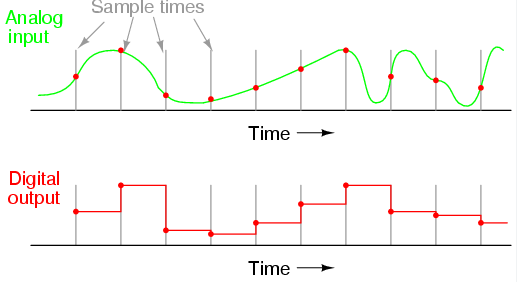 Sample times
Analog
input
Time
Digital
output
Time